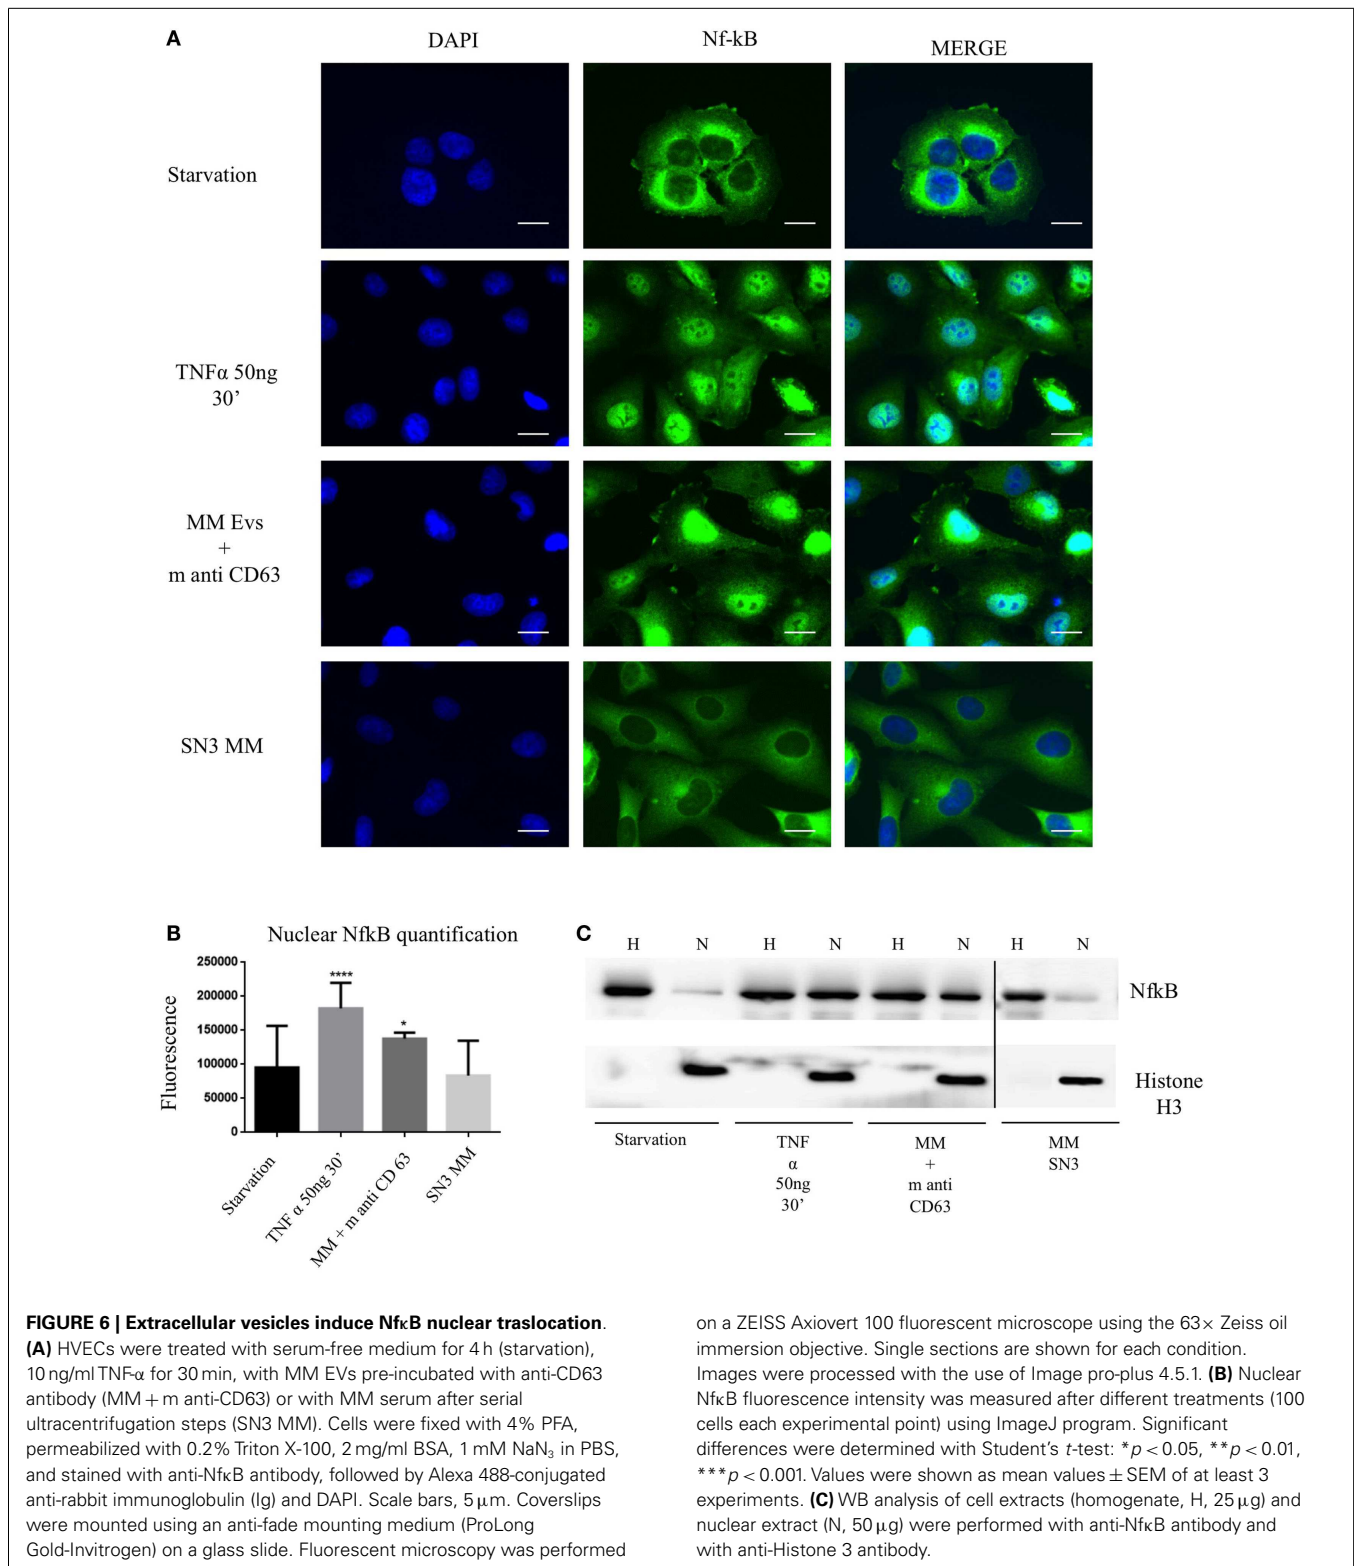 A
DAPI
Nf-kB
MERGE
Starvation
TNFα 50ng
30’
MM Evs
+
m anti CD63
SN3 MM
B
Nuclear NfkB quantification
Fluorescence
250000
200000
150000
100000
50000
0
****
*
Starvation
TNF α 50ng 30’
MM + m anti CD 63
SN3 MM
C
H N H N H N H N
NfkB
Histone
H3
Starvation
TNF
α
50ng
30’
MM
+
m anti
CD63
MM
SN3
FIGURE 6 | Extracellular vesicles induce NfκB nuclear traslocation.
(A) HVECs were treated with serum-free medium for 4 h (starvation),
10 ng/ml TNF-α for 30 min, with MM EVs pre-incubated with anti-CD63
antibody (MM + m anti-CD63) or with MM serum after serial
ultracentrifugation steps (SN3 MM). Cells were fixed with 4% PFA,
permeabilized with 0.2% Triton X-100, 2 mg/ml BSA, 1 mM NaN₃ in PBS,
and stained with anti-NfκB antibody, followed by Alexa 488-conjugated
anti-rabbit immunoglobulin (Ig) and DAPI. Scale bars, 5 μm. Coverslips
were mounted using an anti-fade mounting medium (ProLong
Gold-Invitrogen) on a glass slide. Fluorescent microscopy was performed
on a ZEISS Axiovert 100 fluorescent microscope using the 63× Zeiss oil
immersion objective. Single sections are shown for each condition.
Images were processed with the use of Image pro-plus 4.5.1. (B) Nuclear
NfκB fluorescence intensity was measured after different treatments (100
cells each experimental point) using ImageJ program. Significant
differences were determined with Student’s t-test: *p < 0.05, **p < 0.01,
***p < 0.001. Values were shown as mean values ± SEM of at least 3
experiments. (C) WB analysis of cell extracts (homogenate, H, 25 μg) and
nuclear extract (N, 50 μg) were performed with anti-NfκB antibody and
with anti-Histone 3 antibody.